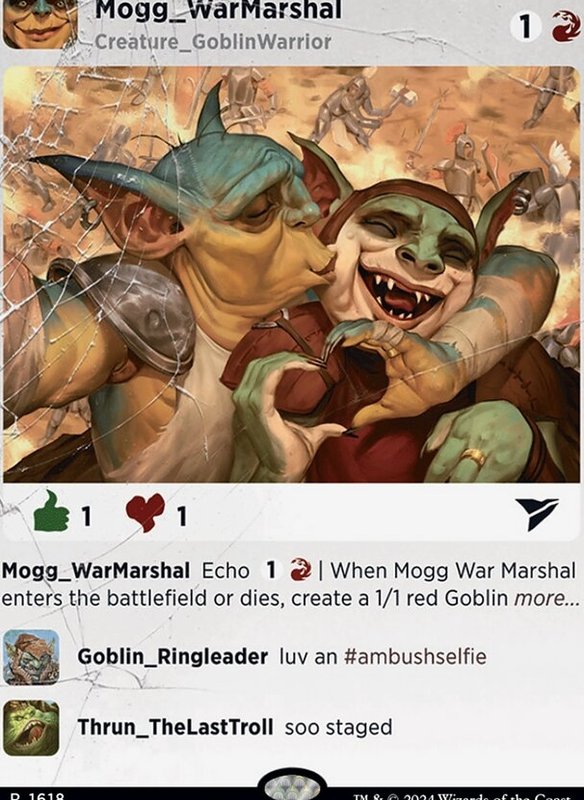 Mogg_WarMarshal
1
Creature_GoblinWarrior
1 1
Mogg_WarMarshal Echo 1 | When Mogg War Marshal
enters the battlefield or dies, create a 1/1 red Goblin more...
Goblin_Ringleader luv an #ambushselfie
Thrun_TheLastTroll soo staged
R 1618
™ & © 2024 Wizards of the Coast